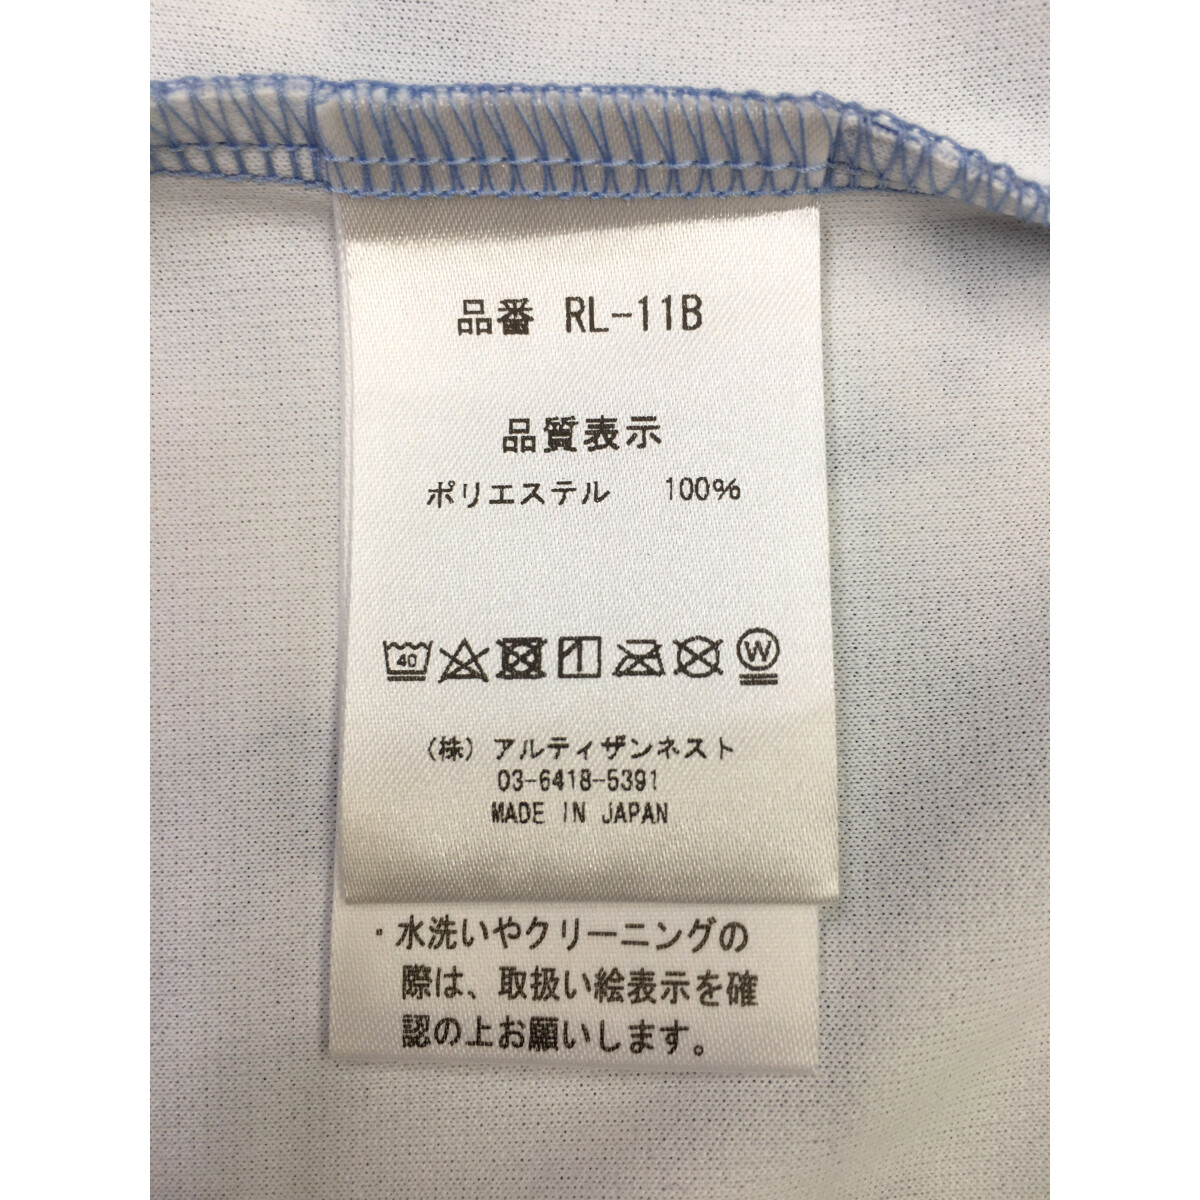 品番 RL-11B
品質表示
ポリエステル 100%
40 W
(株) アルティザンネスト
03-6418-5391
MADE IN JAPAN
・水洗いやクリーニングの
際は、取扱い絵表示を確
認の上お願いします。